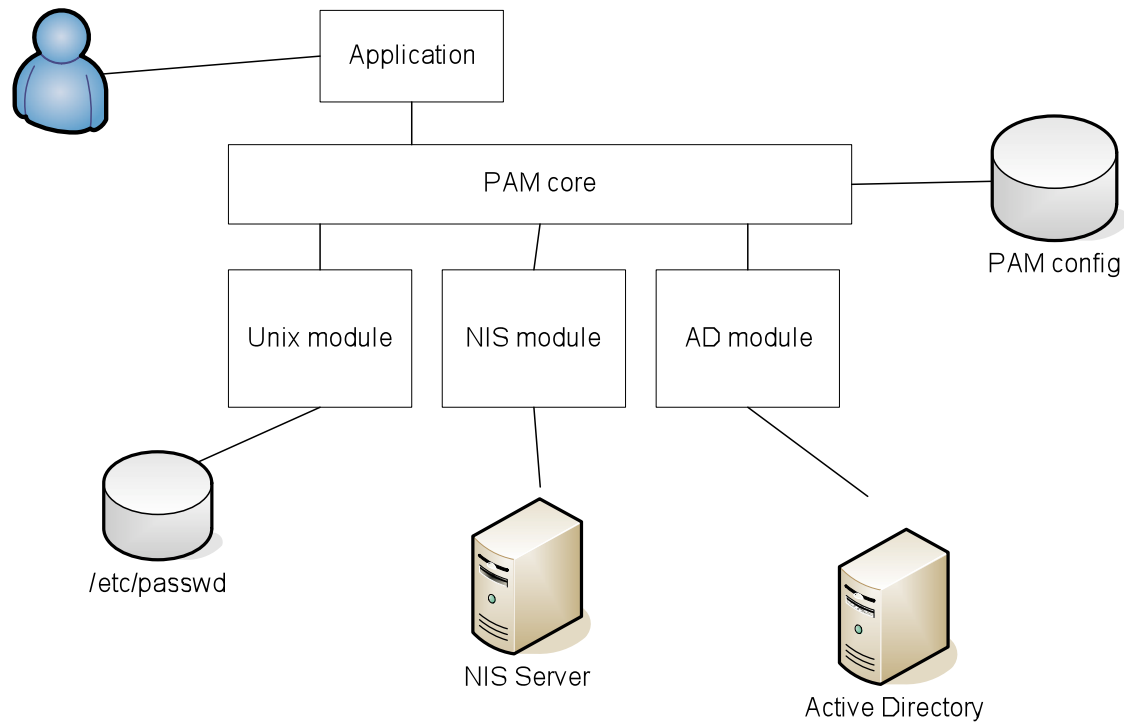 Application
PAM core
PAM config
Unix module
NIS module
AD module
/etc/passwd
NIS Server
Active Directory